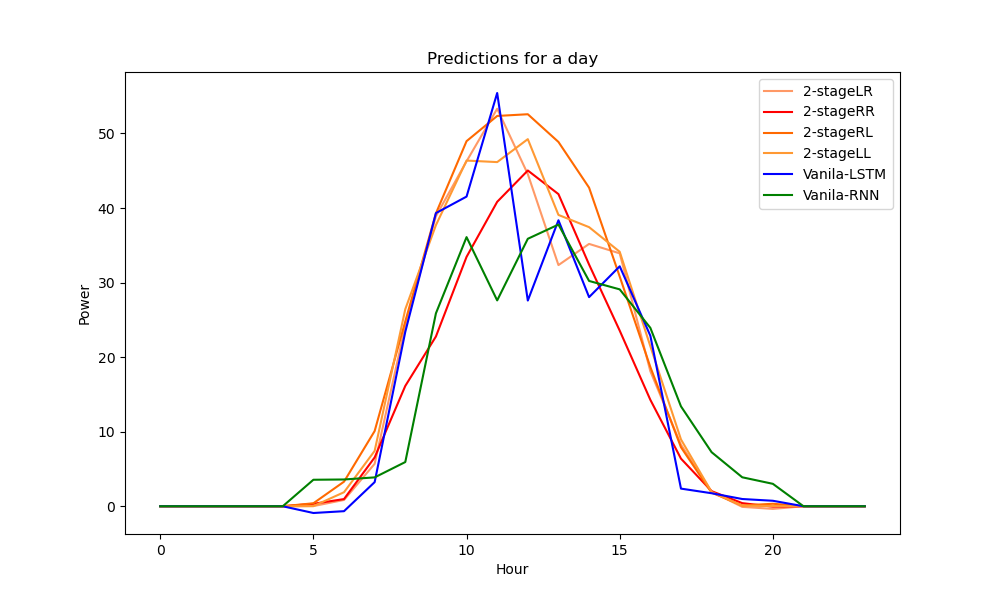 Predictions for a day
2-stageLR
2-stageRR
2-stageRL
2-stageLL
Vanila-LSTM
Vanila-RNN
Power
50
40
30
20
10
0
0 5 10 15 20
Hour